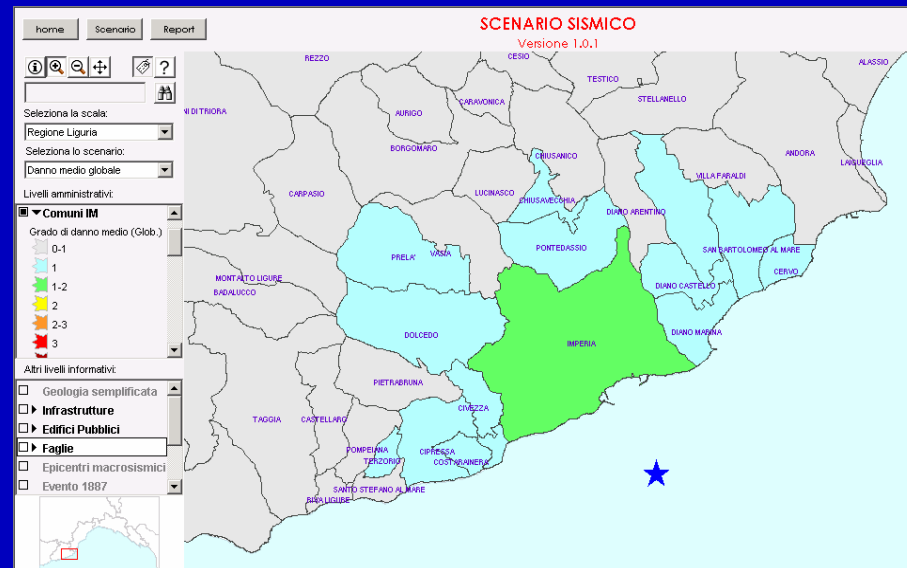 home Scenario Report
SCENARIO SISMICO
Versione 1.0.1
Seleziona la scala:
Regione Liguria
Seleziona lo scenario:
Danno medio globale
Livelli amministrativi:
Comuni IM
Grado di danno medio (Glob.)
0-1
1
1-2
2
2-3
3
Altri livelli informativi:
Geologia semplificata
Infrastrutture
Edifici Pubblici
Faglie
Epicentri macrosismici
Evento 1887
REZZO
CESIO
ALASSIO
TESTICO
STELLANELLO
NI DI TRIORA
AURIGO
CARAVONICA
BORGOMARO
CHIUSANICO
ANDORA
LAIGUEGLIA
VILLA FARALDI
CARPASIO
LUCINASCO
CHIUSAVECCHIA
DIANO ARENTINO
PRELA'
VASIA
PONTEDASSIO
SAN BARTOLOMEO AL MARE
CERVO
MONTALTO LIGURE
BADALUCCO
DIANO CASTELLO
DIANO MARINA
DOLCEDO
IMPERIA
PIETRABRUNA
CIVEZZA
TAGGIA
CASTELLARO
POMPEIANA
TERZORIO
CIPRESSA
COSTARAINERA
SANTO STEFANO AL MARE
RIVA LIGURE